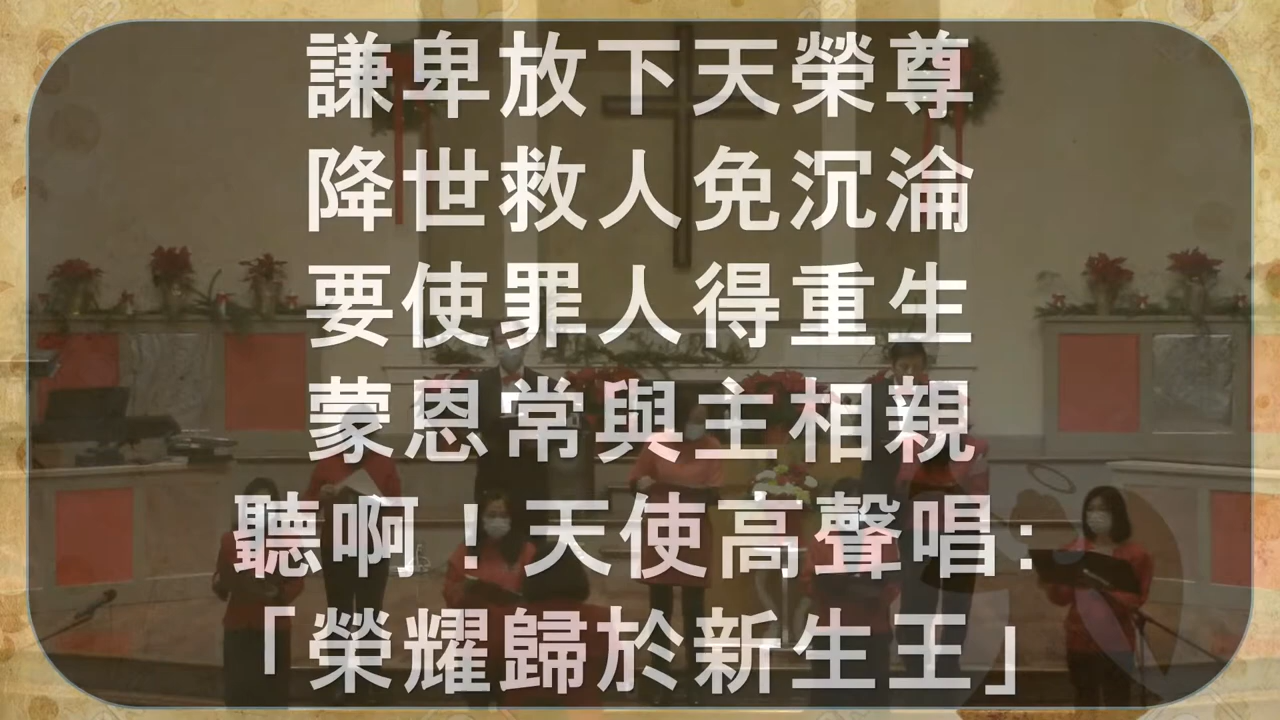 謙卑放下天榮尊
降世救人免沉淪
要使罪人得重生
蒙恩常與主相親
聽啊！天使高聲唱：
「榮耀歸於新生王」